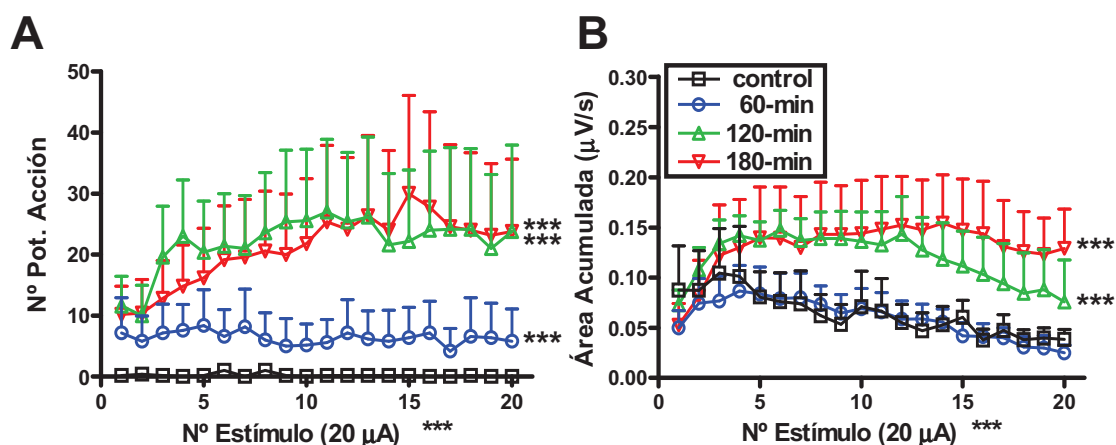 A
Nº Pot. Acción
50
40
30
20
10
0
0 5 10 15 20
Nº Estímulo (20 µA) ***
***
***
***
B
Área Acumulada (µV/s)
0.30
0.25
0.20
0.15
0.10
0.05
0.00
0 5 10 15 20
Nº Estímulo (20 µA) ***
control
60-min
120-min
180-min
***
***